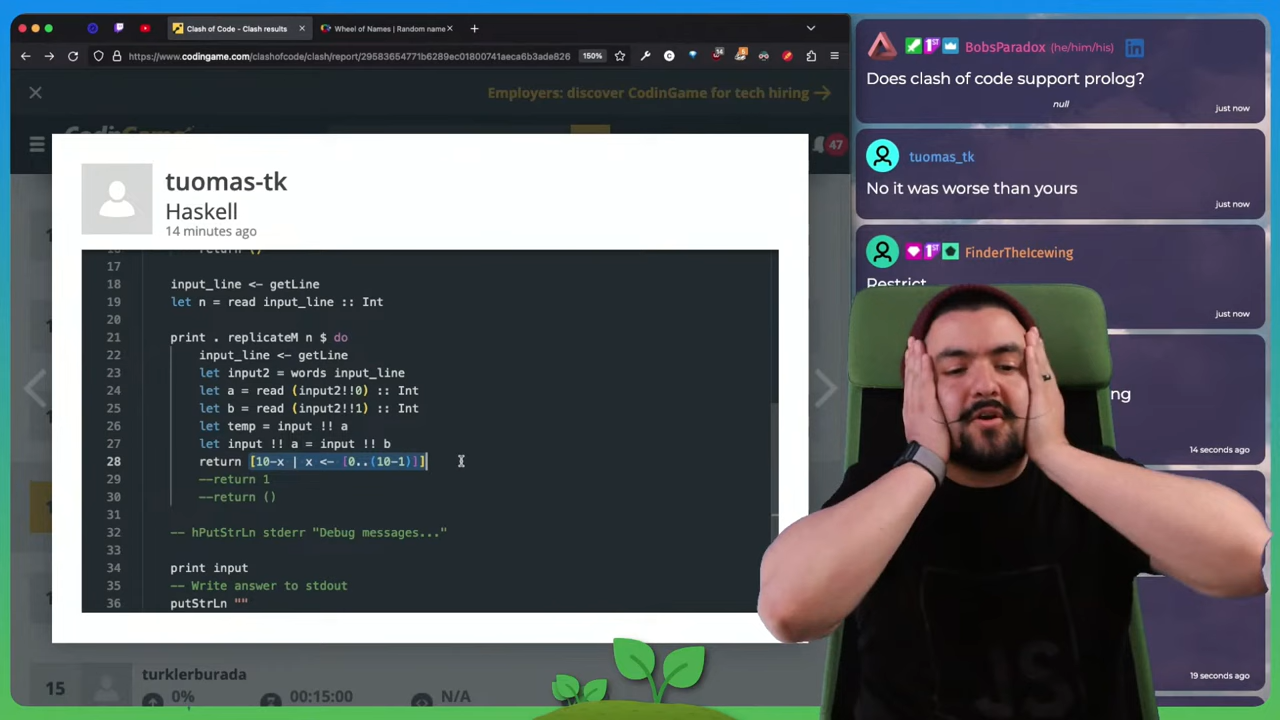 Clash of Code - Clash results
Wheel of Names | Random name
https://www.codingame.com/clashofcode/clash/report/29583654771b6289ec01800741aeca6b3ade826
150%
Employers: discover CodinGame for tech hiring
47
tuomas-tk
Haskell
14 minutes ago
17
18 input_line <- getLine
19 let n = read input_line :: Int
20
21 print . replicateM n $ do
22 input_line <- getLine
23 let input2 = words input_line
24 let a = read (input2!!0) :: Int
25 let b = read (input2!!1) :: Int
26 let temp = input !! a
27 let input !! a = input !! b
28 return [10-x | x <- [0..(10-1)]]
29 --return 1
30 --return ()
31
32 -- hPutStrLn stderr "Debug messages..."
33
34 print input
35 -- Write answer to stdout
36 putStrLn ""
15 turklerburada
0% 00:15:00 N/A
BobsParadox (he/him/his)
Does clash of code support prolog?
null
just now
tuomas_tk
No it was worse than yours
just now
FinderTheIcewing
Restrict
just now
14 seconds ago
19 seconds ago
JS